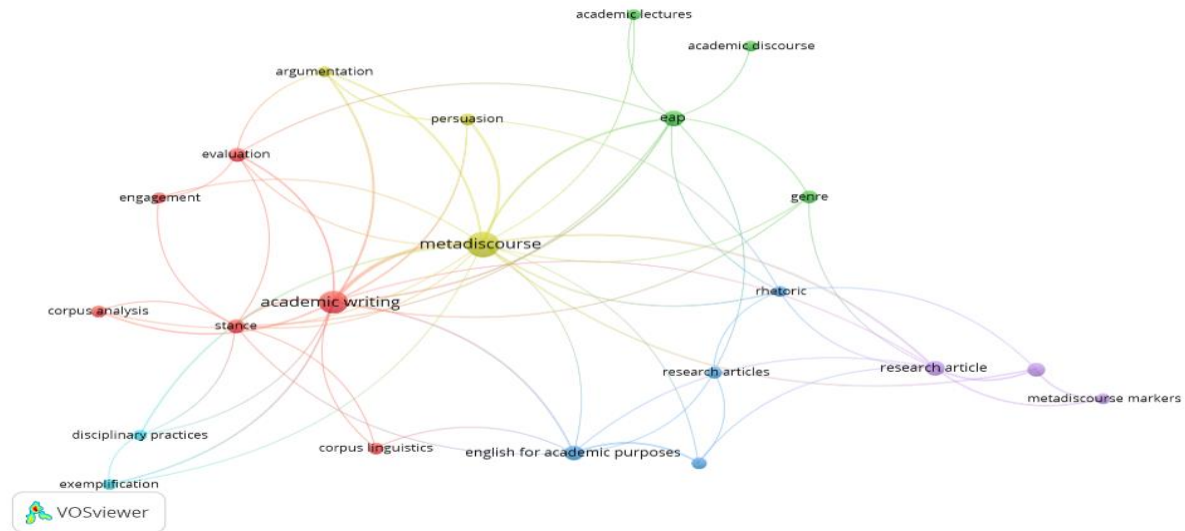 academic lectures
academic discourse
argumentation
persuasion
eap
evaluation
engagement
genre
metadiscourse
rhetoric
academic writing
corpus analysis
stance
research articles
research article
metadiscourse markers
disciplinary practices
corpus linguistics
english for academic purposes
exemplification
VOSviewer